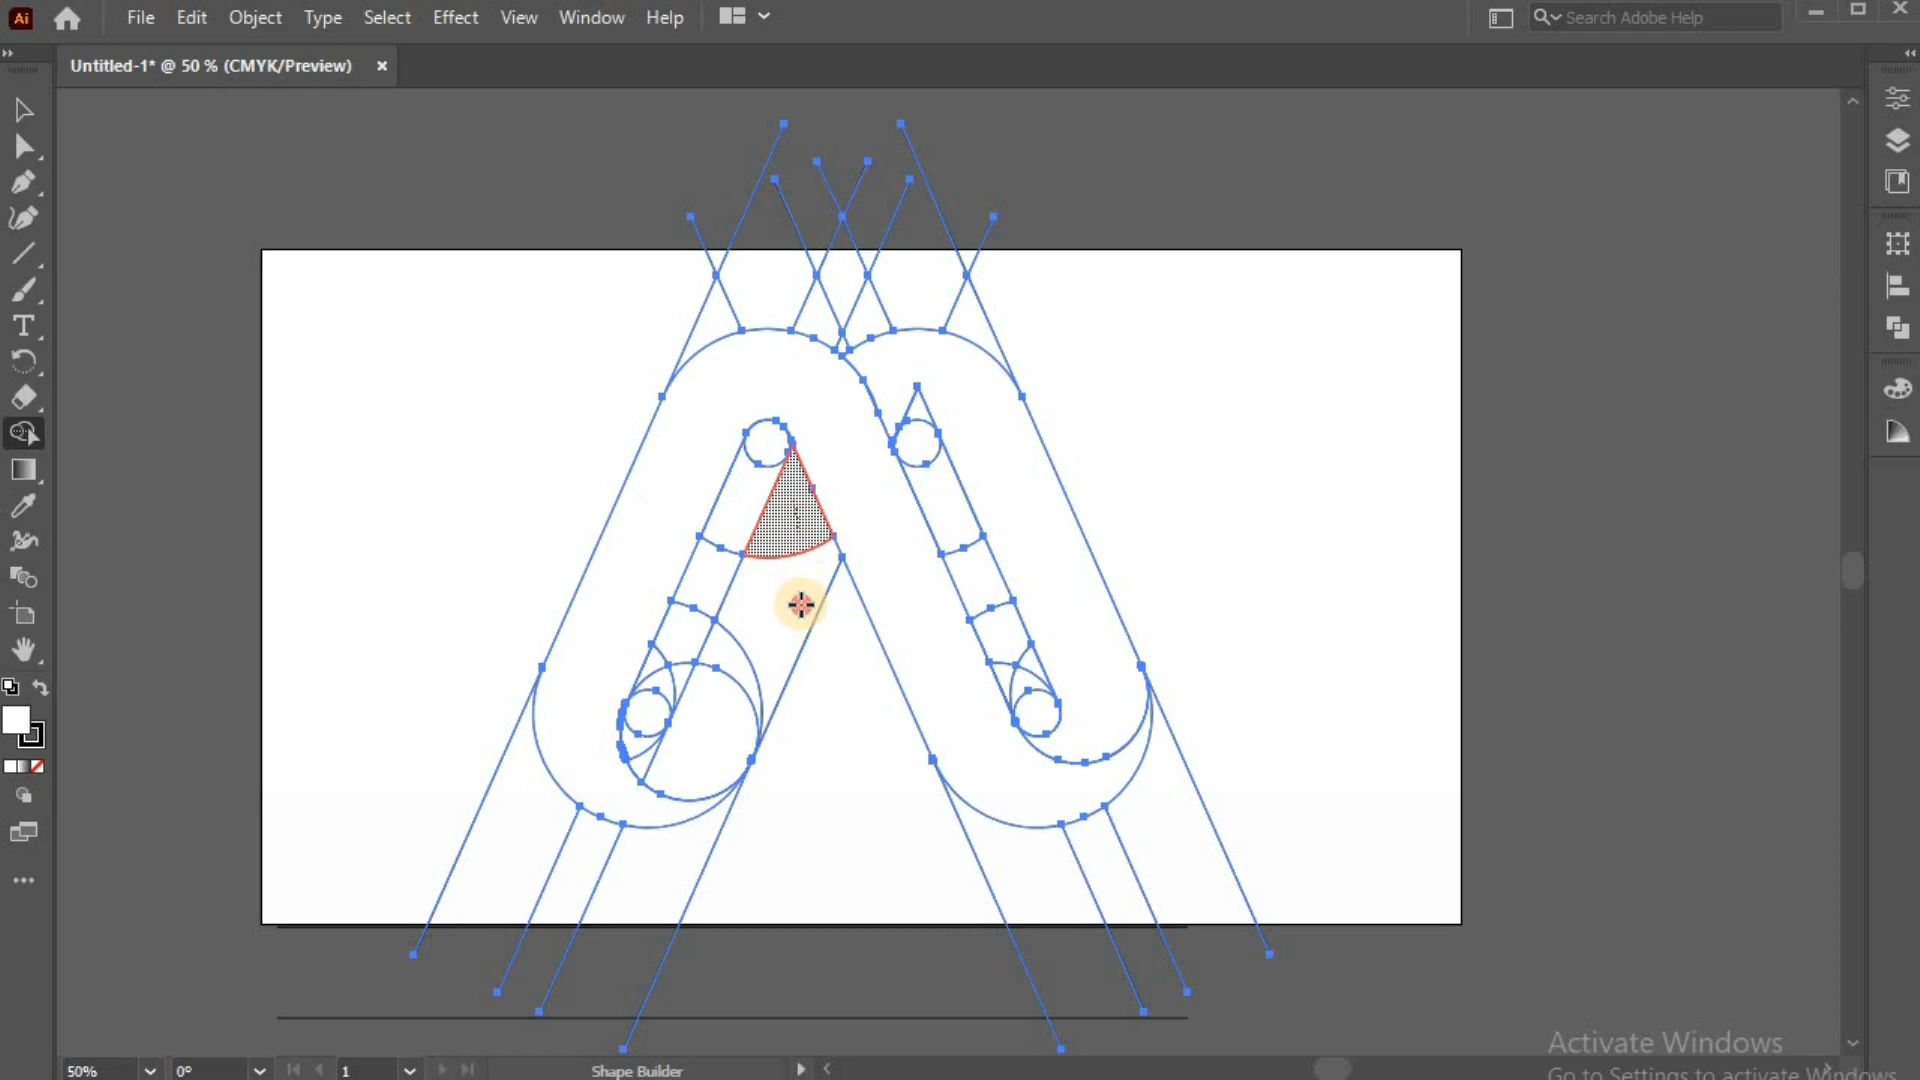 Ai File Edit Object Type Select Effect View Window Help Search Adobe Help
Untitled-1* @ 50 % (CMYK/Preview)
Activate Windows
Go to Settings to activate Windows
50% 0° 1 Shape Builder